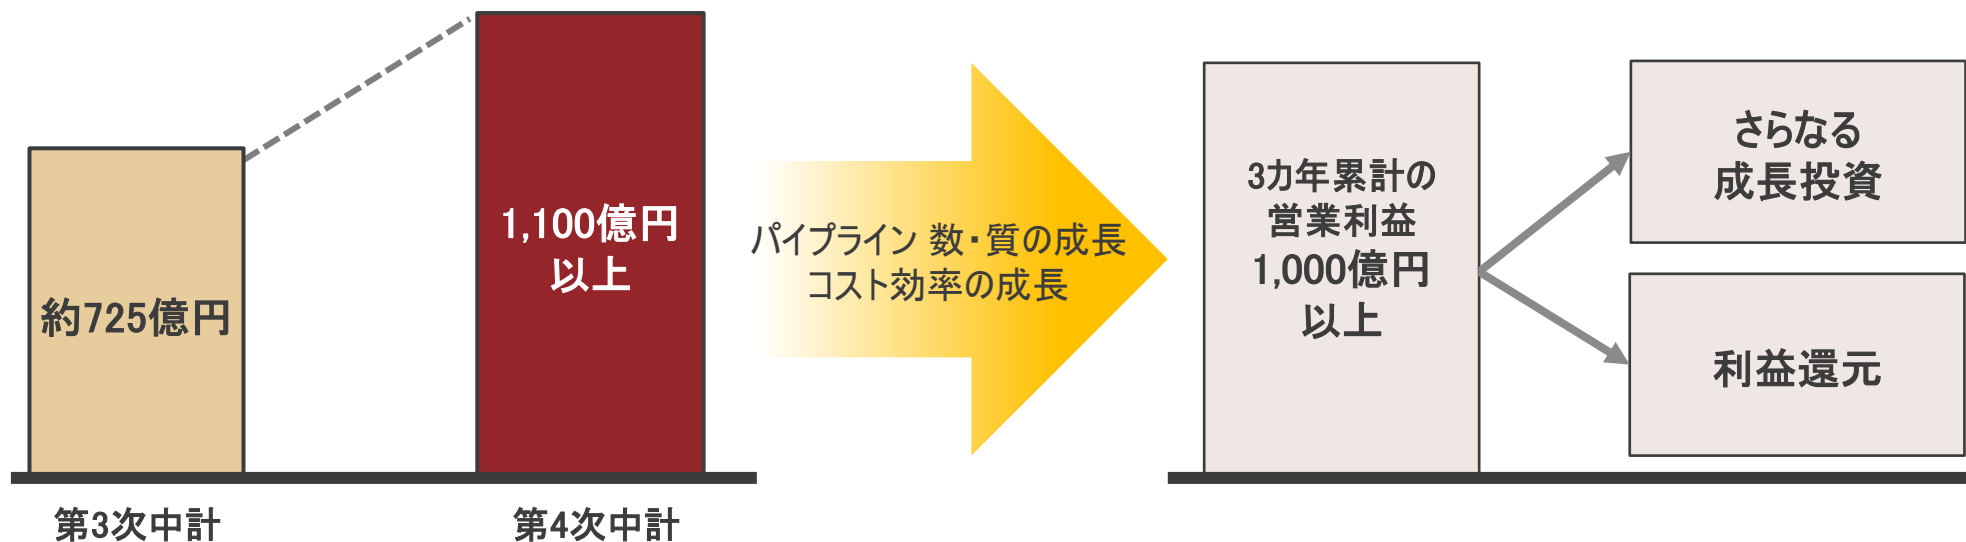 約725億円
第3次中計
1,100億円
以上
第4次中計
パイプライン 数・質の成長
コスト効率の成長
3カ年累計の
営業利益
1,000億円
以上
さらなる
成長投資
利益還元